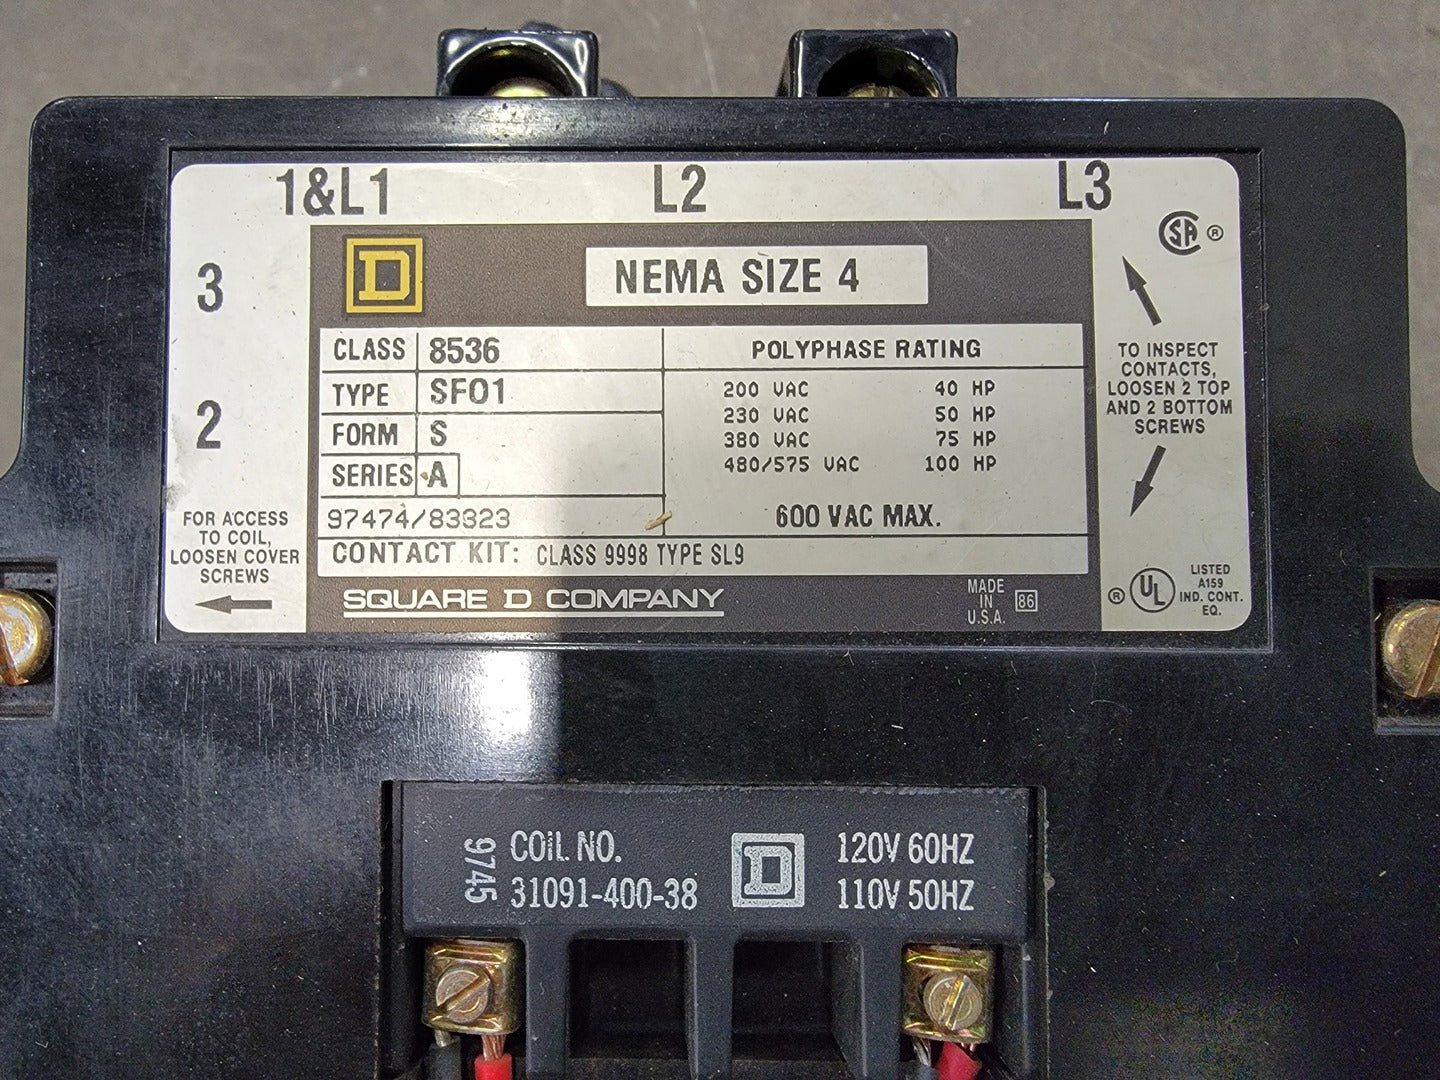 1&L1 L2 L3
3
2
FOR ACCESS
TO COIL,
LOOSEN COVER
SCREWS
D
NEMA SIZE 4
CLASS 8536
TYPE SF01
FORM S
SERIES A
97474/83323
CONTACT KIT: CLASS 9998 TYPE SL9
POLYPHASE RATING
200 VAC 40 HP
230 VAC 50 HP
380 VAC 75 HP
480/575 VAC 100 HP
600 VAC MAX.
SQUARE D COMPANY
MADE
IN
U.S.A.
86
SA ®
TO INSPECT
CONTACTS,
LOOSEN 2 TOP
AND 2 BOTTOM
SCREWS
® UL
LISTED
A159
IND. CONT.
EQ.
9745
COIL NO.
31091-400-38
D
120V 60HZ
110V 50HZ